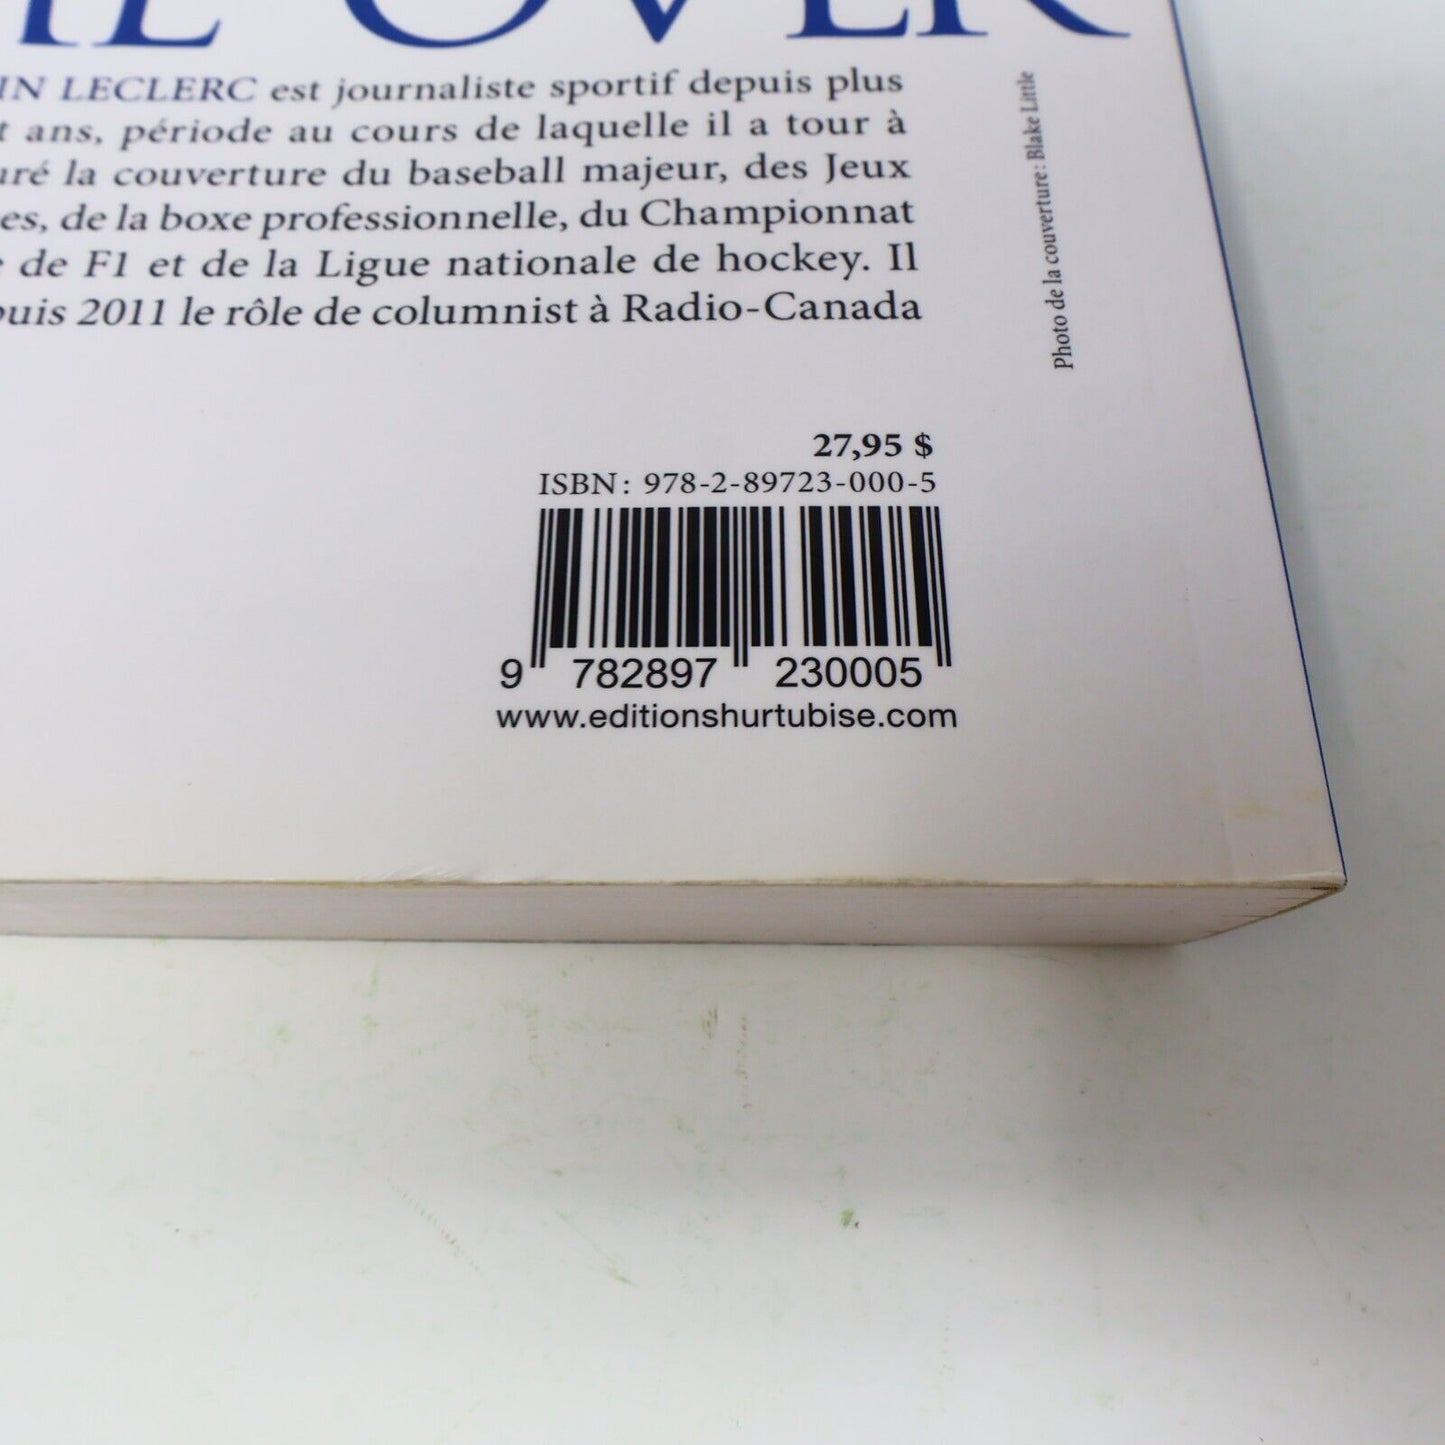 OVER
IN LECLERC est journaliste sportif depuis plus
t ans, période au cours de laquelle il a tour à
uré la couverture du baseball majeur, des Jeux
es, de la boxe professionnelle, du Championnat
de F1 et de la Ligue nationale de hockey. Il
puis 2011 le rôle de columnist à Radio-Canada
Photo de la couverture : Blake Little
27,95 $
ISBN : 978-2-89723-000-5
9 782897 230005
www.editionshurtubise.com